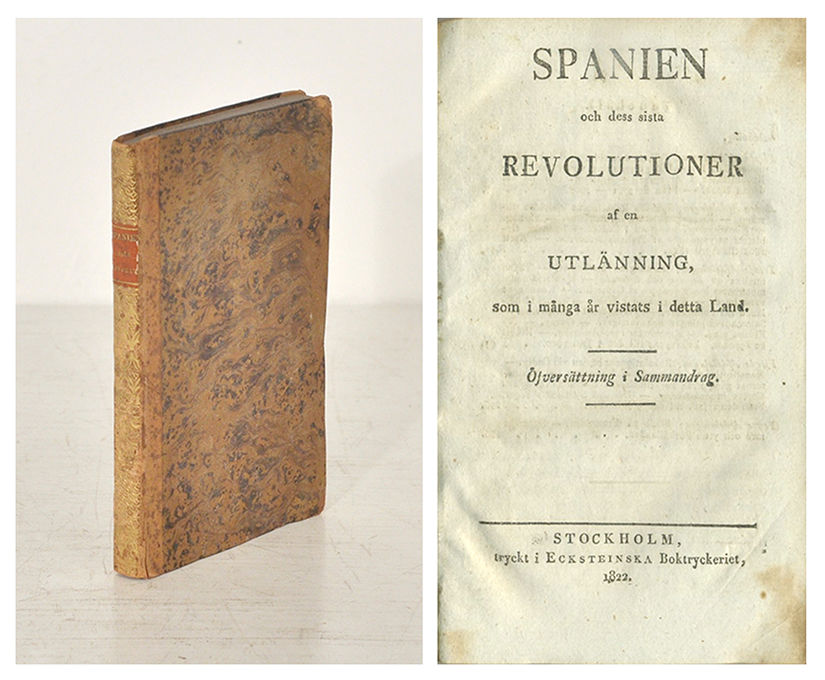 SPANIEN
och dess sista
REVOLUTIONER
af en
UTLÄNNING,
som i många år vistats i detta Land.
Öfversättning i Sammandrag.
STOCKHOLM,
tryckt i ECKSTEINSKA Boktryckeriet,
1822.